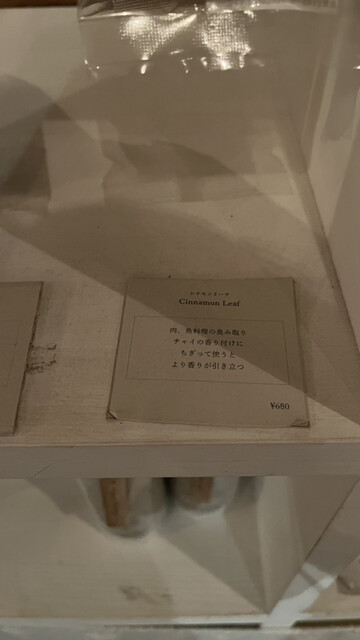 シナモンリーフ
Cinnamun Leaf
肉、魚料理の臭み取り
チャイの香り付けに
ちぎって使うと
より香りが引き立つ
¥680